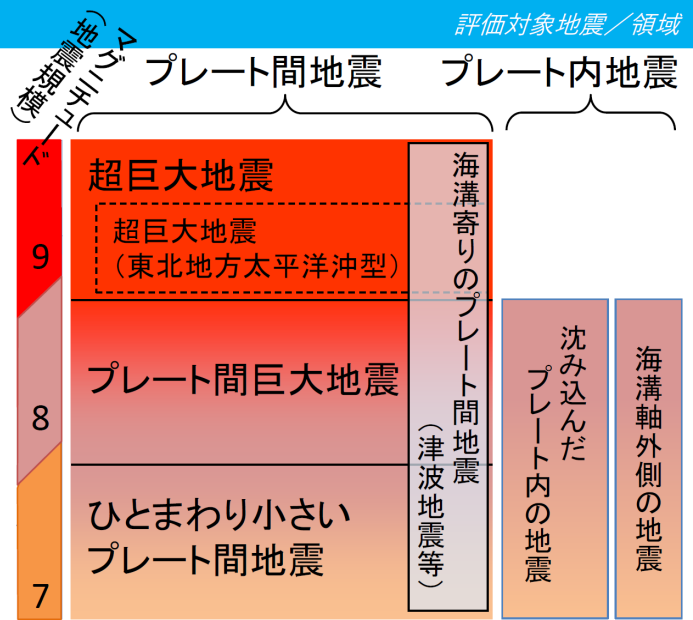 評価対象地震／領域
マグニチュード
（地震規模）
プレート間地震
プレート内地震
9
8
7
超巨大地震
超巨大地震
（東北地方太平洋沖型）
プレート間巨大地震
ひとまわり小さい
プレート間地震
海溝寄りのプレート間地震
（津波地震等）
沈み込んだ
プレート内の地震
海溝軸外側の地震